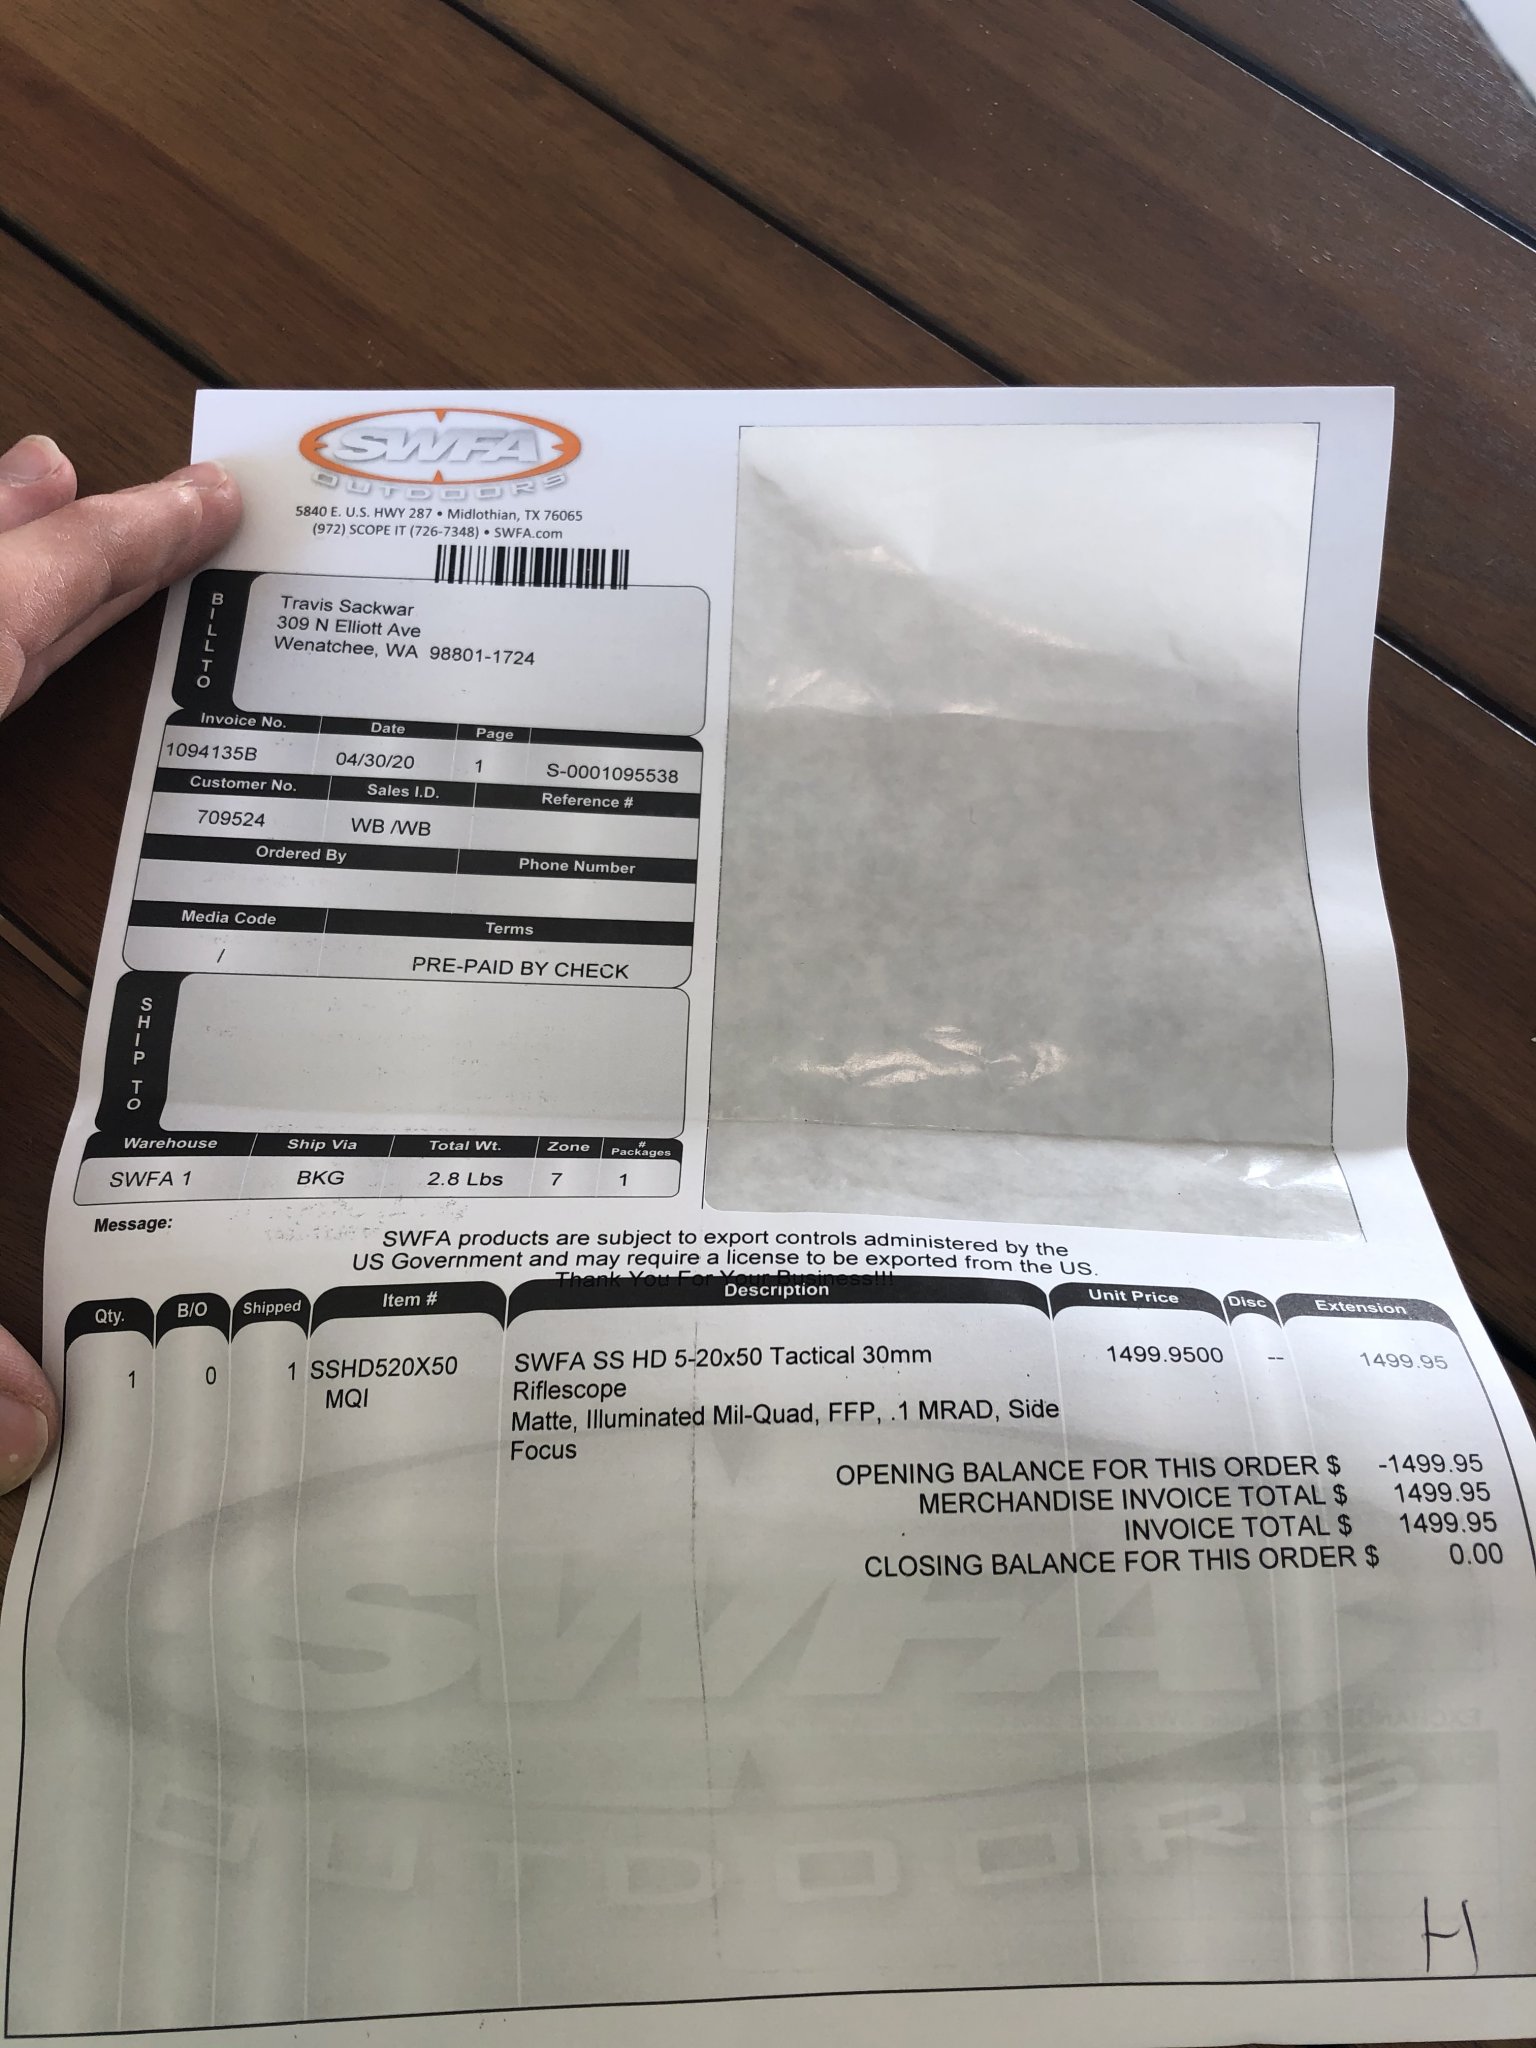 SWFA
OUTDOORS
5840 E. U.S. HWY 287 • Midlothian, TX 76065
(972) SCOPE IT (726-7348) • SWFA.com
BILL TO
Travis Sackwar
309 N Elliott Ave
Wenatchee, WA 98801-1724
Invoice No. Date Page
1094135B 04/30/20 1 S-0001095538
Customer No. Sales I.D. Reference #
709524 WB /WB
Ordered By Phone Number
Media Code Terms
/ PRE-PAID BY CHECK
SHIP TO
Warehouse Ship Via Total Wt. Zone # Packages
SWFA 1 BKG 2.8 Lbs 7 1
Message:
SWFA products are subject to export controls administered by the
US Government and may require a license to be exported from the US.
Thank You For Your Business!!!
Qty. B/O Shipped Item # Description Unit Price Disc Extension
1 0 1 SSHD520X50 SWFA SS HD 5-20x50 Tactical 30mm 1499.9500 -- 1499.95
MQI Riflescope
Matte, Illuminated Mil-Quad, FFP, .1 MRAD, Side
Focus
OPENING BALANCE FOR THIS ORDER $ -1499.95
MERCHANDISE INVOICE TOTAL $ 1499.95
INVOICE TOTAL $ 1499.95
CLOSING BALANCE FOR THIS ORDER $ 0.00
SWFA
OUTDOORS
H